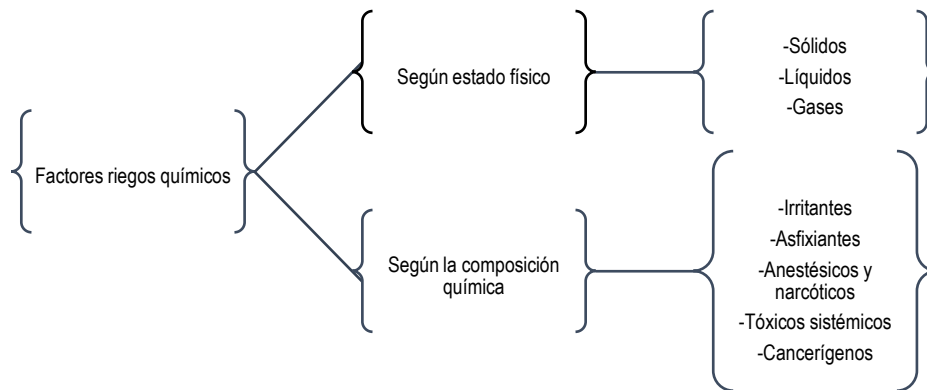 Factores riegos químicos
Según estado físico
-Sólidos
-Líquidos
-Gases
Según la composición
química
-Irritantes
-Asfixiantes
-Anestésicos y
narcóticos
-Tóxicos sistémicos
-Cancerígenos